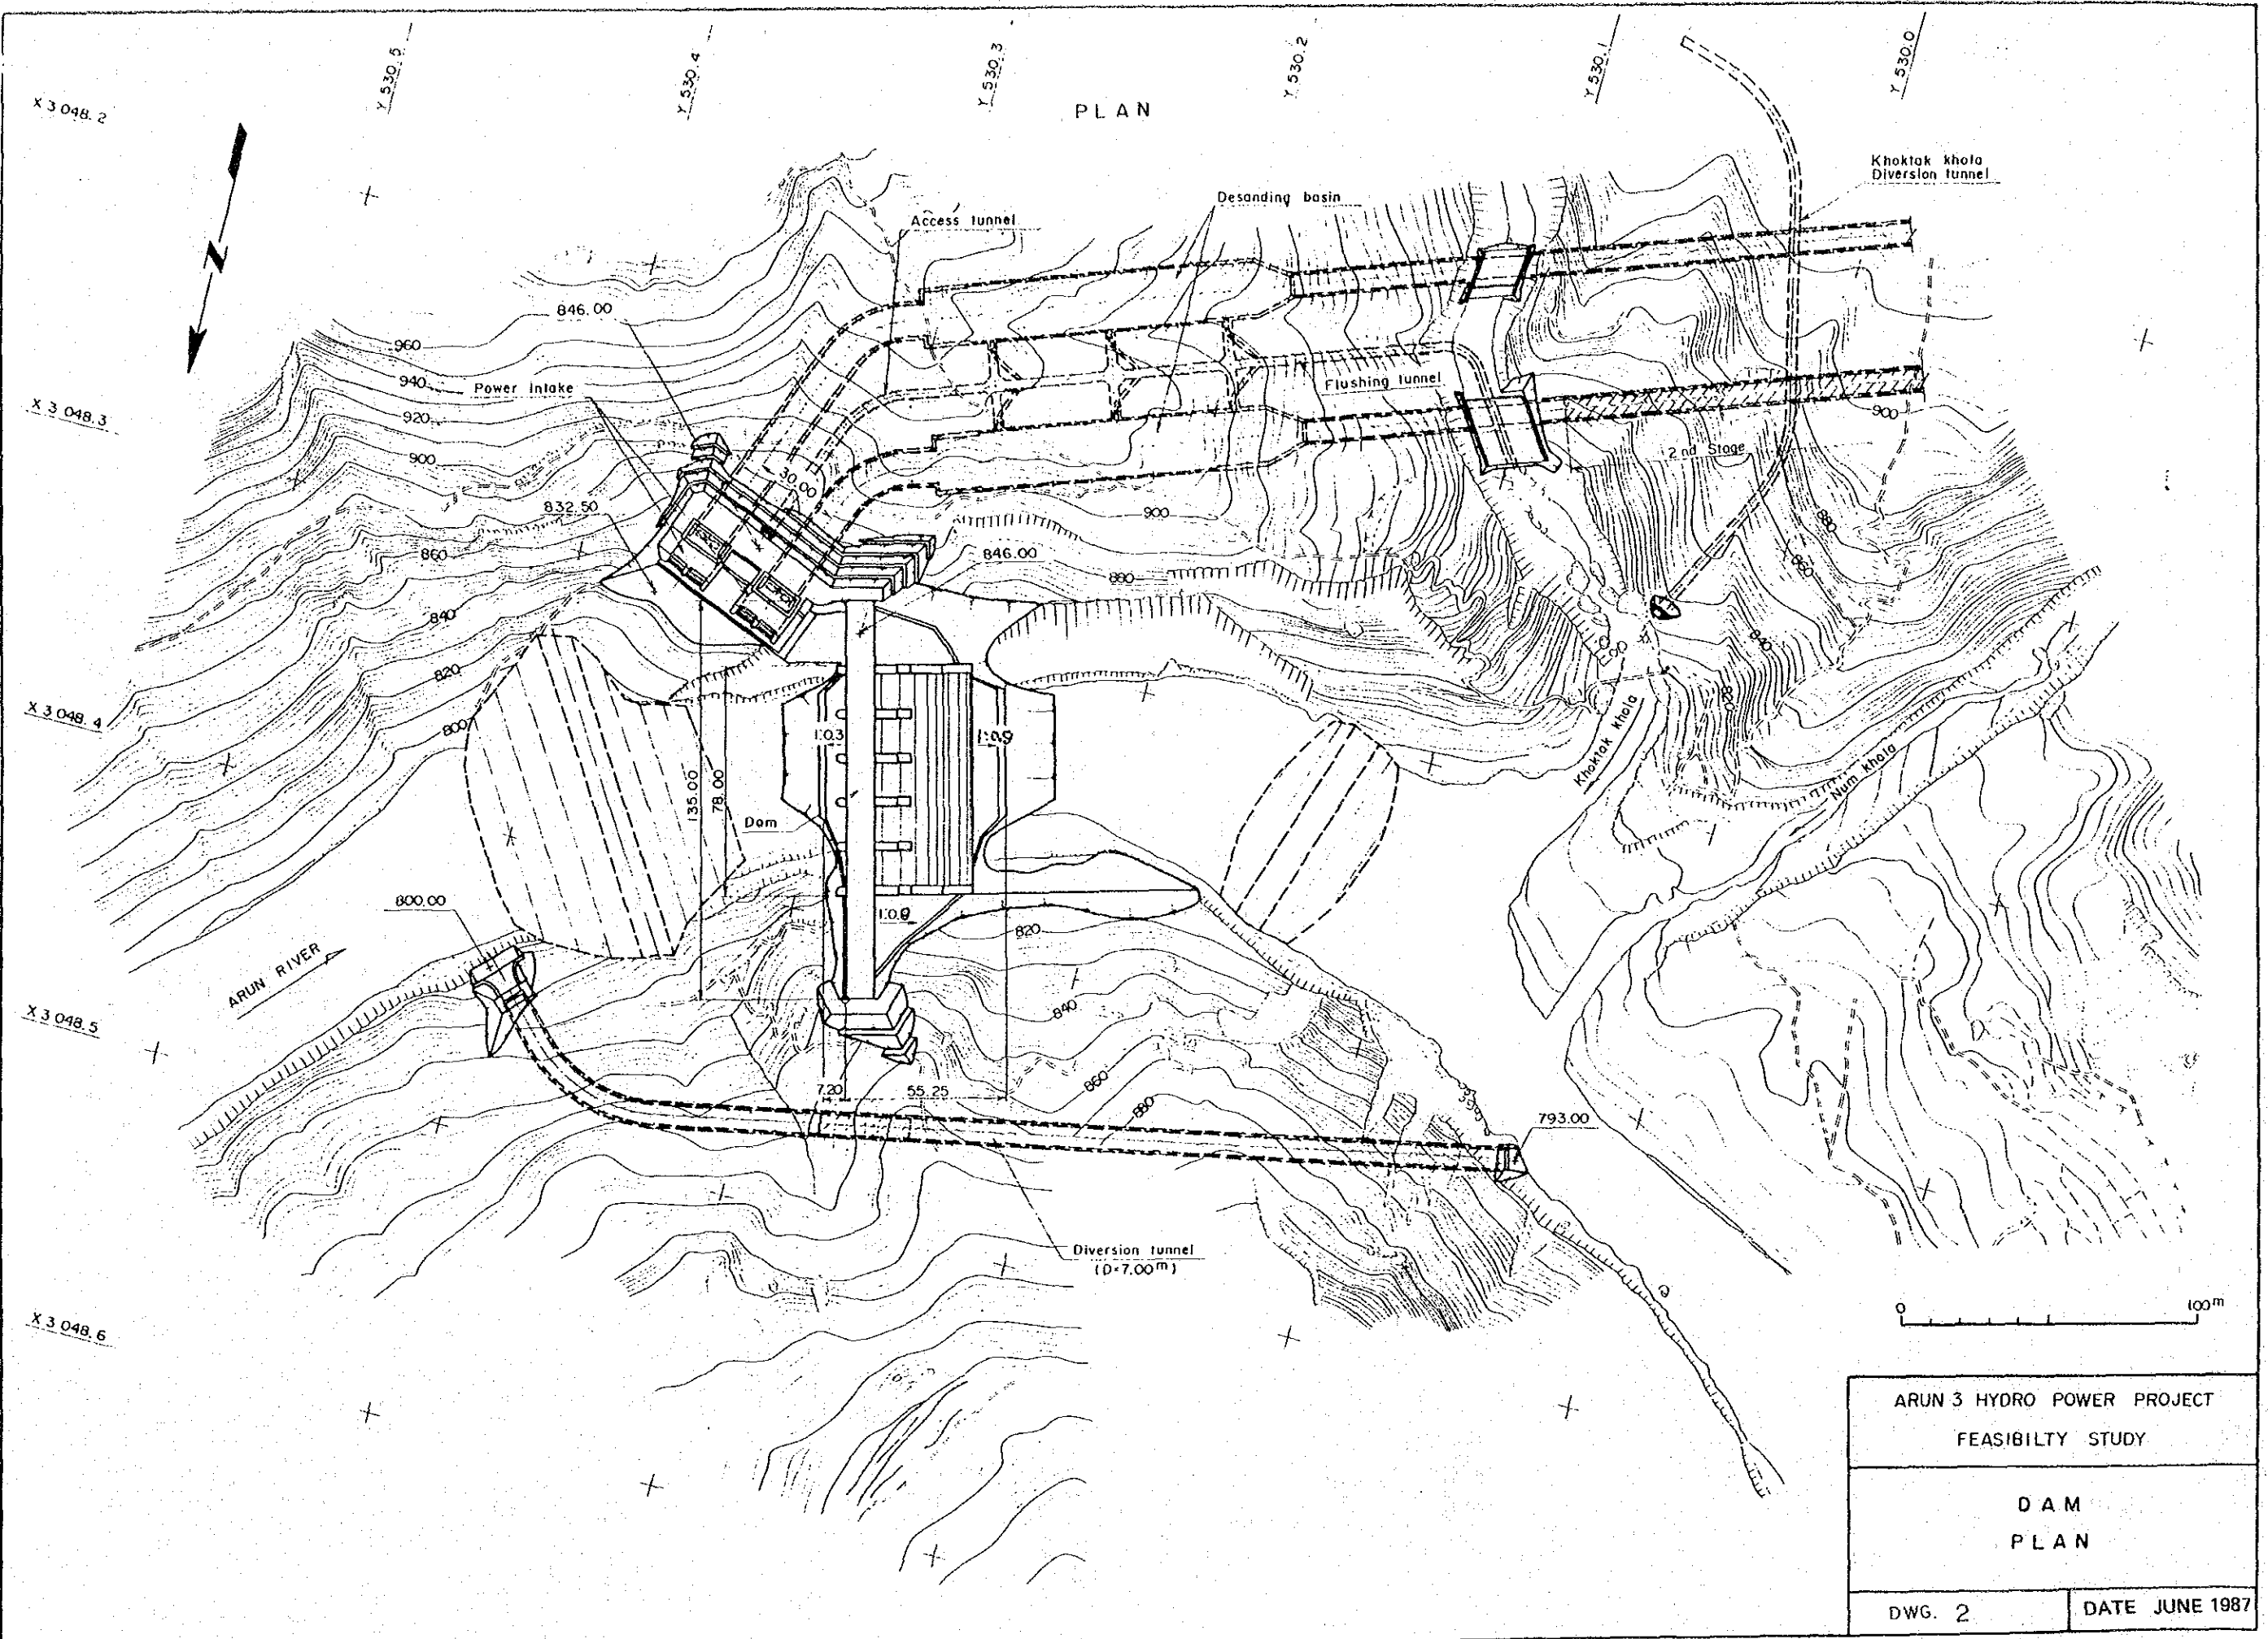 Y 530.5
Y 530.4
Y 530.3
Y 530.2
Y 530.1
Y 530.0
X 3 048.2
PLAN
N
Khoktak khola
Diversion tunnel
Desanding basin
Access tunnel
846.00
960
940
Power Intake
Flushing tunnel
X 3 048.3
920
900
900
2nd Stage
30.00
832.50
900
880
860
846.00
860
880
840
840
820
800
X 3 048.4
800
Khoktak khola
Num khola
1:0.3
1:0.9
135.00
78.00
Dam
800.00
1:0.9
820
ARUN RIVER
840
X 3 048.5
860
7.20
55.25
880
793.00
Diversion tunnel
(D=7.00m)
0
100m
X 3 048.6
ARUN 3 HYDRO POWER PROJECT
FEASIBILTY STUDY
DAM
PLAN
DWG. 2
DATE JUNE 1987